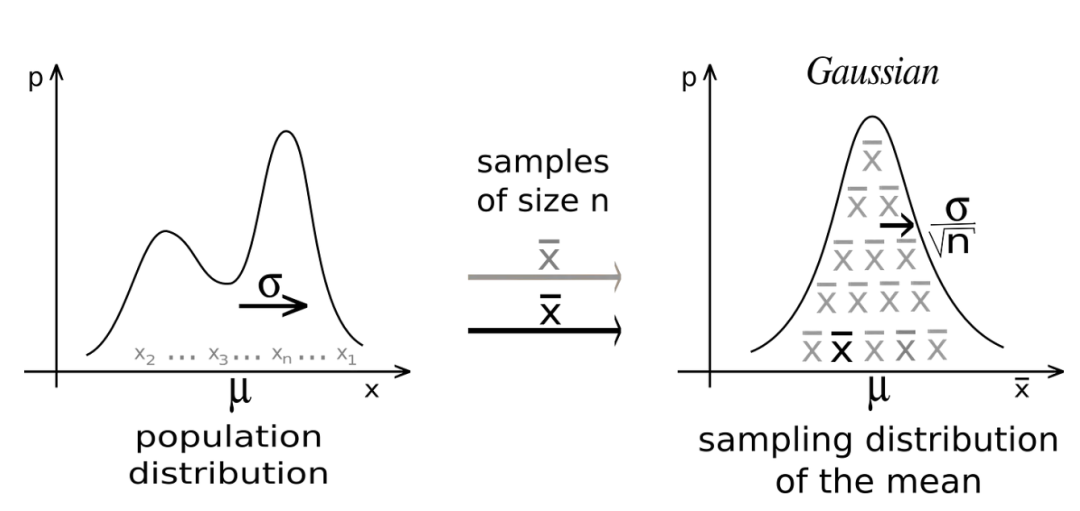 p
σ
x₂ ... x₃ ... xₙ ... x₁
μ
x
population
distribution
samples
of size n
x̄
x̄
Gaussian
p
x̄
x̄ x̄
σ
√n
x̄ x̄ x̄
x̄ x̄ x̄ x̄
x̄ x̄ x̄ x̄ x̄
μ
x̄
sampling distribution
of the mean